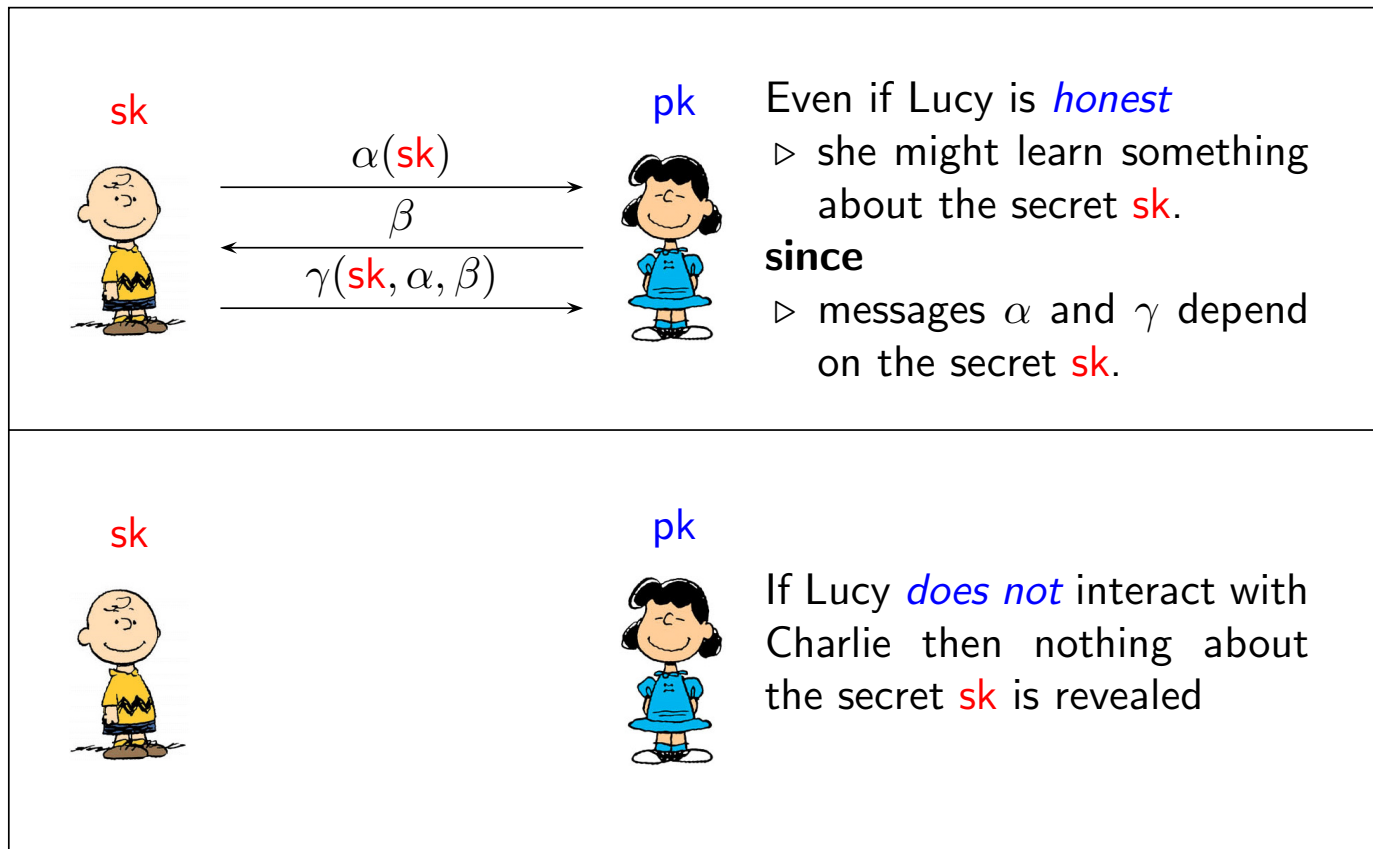 sk
pk
α(sk)
β
γ(sk, α, β)
Even if Lucy is honest
▷ she might learn something
about the secret sk.
since
▷ messages α and γ depend
on the secret sk.
sk
pk
If Lucy does not interact with
Charlie then nothing about
the secret sk is revealed